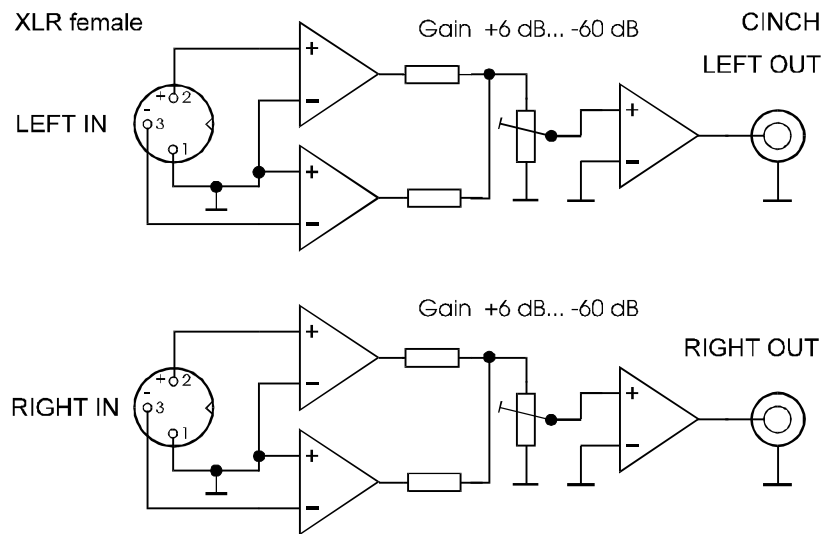 XLR female
Gain +6 dB... -60 dB
CINCH
LEFT OUT
LEFT IN
+ 2
- 3
1
+
−
+
−
+
−
Gain +6 dB... -60 dB
RIGHT OUT
RIGHT IN
+ 2
- 3
1
+
−
+
−
+
−